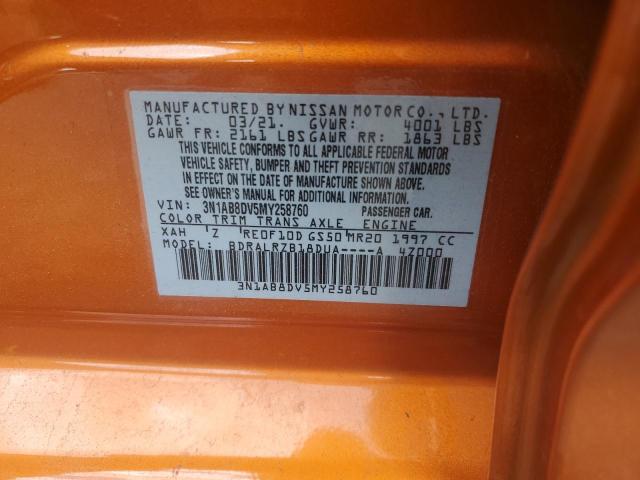 MANUFACTURED BY NISSAN MOTOR CO., LTD.
DATE: 03/21. GVWR: 4001 LBS
GAWR FR: 2161 LBS GAWR RR: 1863 LBS
THIS VEHICLE CONFORMS TO ALL APPLICABLE FEDERAL MOTOR
VEHICLE SAFETY, BUMPER AND THEFT PREVENTION STANDARDS
IN EFFECT ON THE DATE OF MANUFACTURE SHOWN ABOVE.
SEE OWNER'S MANUAL FOR ADDITIONAL INFORMATION.
VIN: 3N1AB8DV5MY258760 PASSENGER CAR.
COLOR TRIM TRANS AXLE ENGINE
XAH 'Z RE0F10D GS50 MR20 1997 CC
MODEL: BDRALRZB18DUA----A 4Z000
3N1AB8DV5MY258760